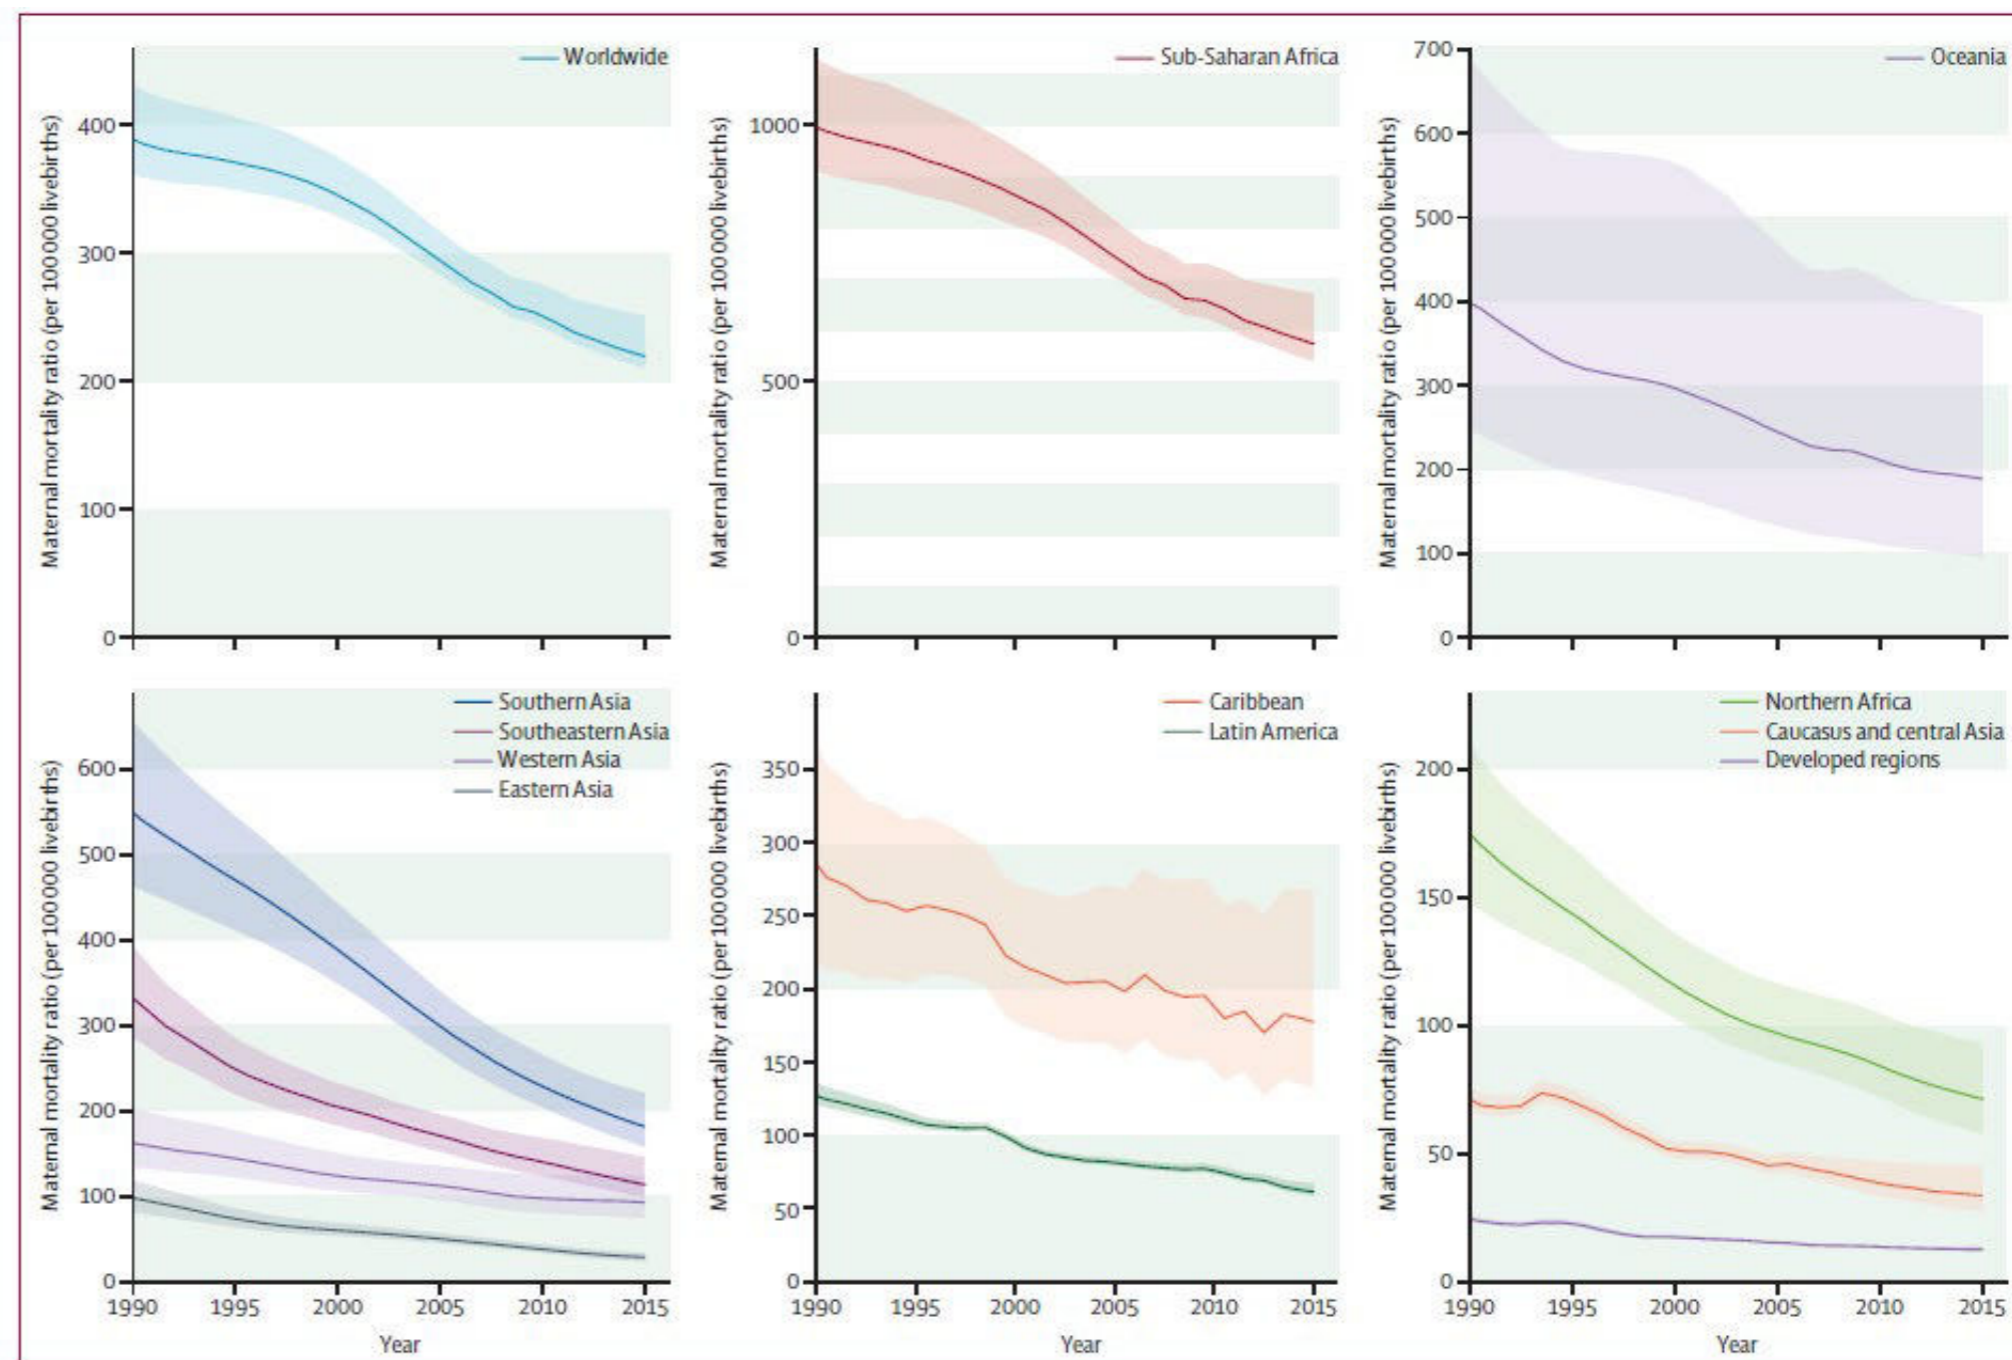 Worldwide
Maternal mortality ratio (per 100 000 livebirths)
400
300
200
100
0
Sub-Saharan Africa
Maternal mortality ratio (per 100 000 livebirths)
1000
500
0
Oceania
Maternal mortality ratio (per 100 000 livebirths)
700
600
500
400
300
200
100
0
Southern Asia
Southeastern Asia
Western Asia
Eastern Asia
Maternal mortality ratio (per 100 000 livebirths)
600
500
400
300
200
100
0
1990 1995 2000 2005 2010 2015
Year
Caribbean
Latin America
Maternal mortality ratio (per 100 000 livebirths)
350
300
250
200
150
100
50
0
1990 1995 2000 2005 2010 2015
Year
Northern Africa
Caucasus and central Asia
Developed regions
Maternal mortality ratio (per 100 000 livebirths)
200
150
100
50
0
1990 1995 2000 2005 2010 2015
Year